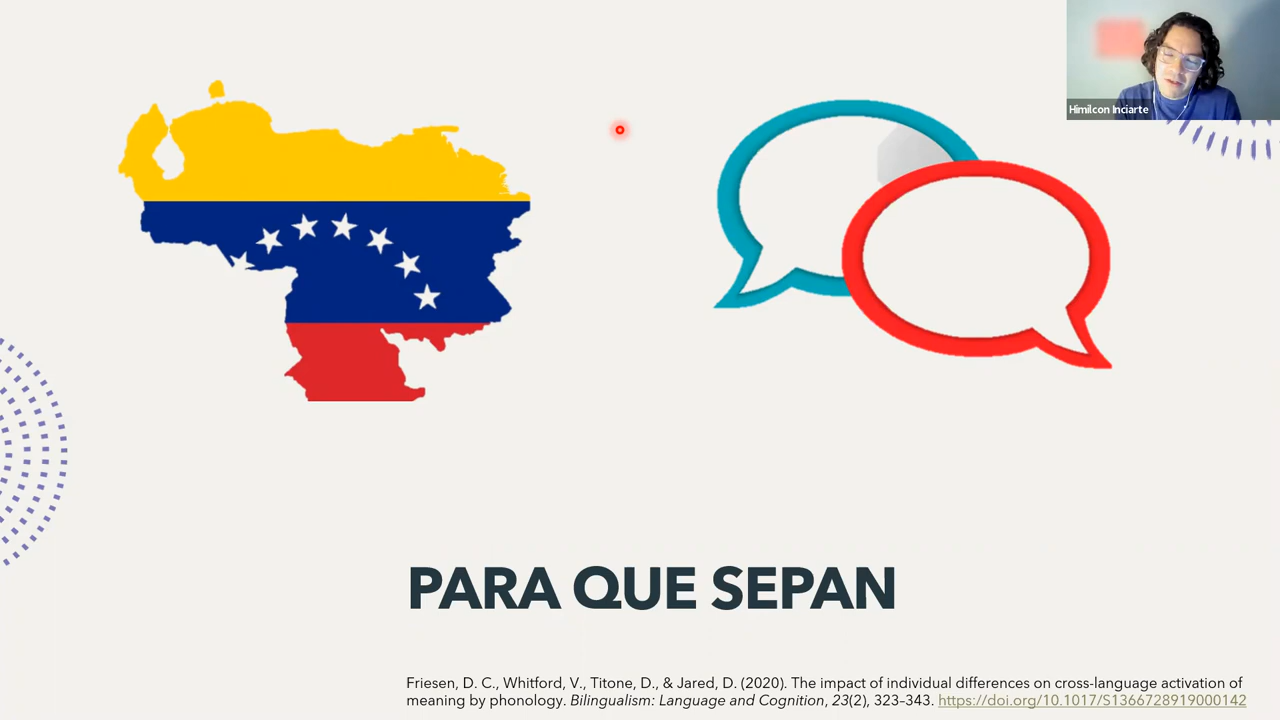 Himilcon Inciarte
PARA QUE SEPAN
Friesen, D. C., Whitford, V., Titone, D., & Jared, D. (2020). The impact of individual differences on cross-language activation of
meaning by phonology. Bilingualism: Language and Cognition, 23(2), 323–343. https://doi.org/10.1017/S1366728919000142